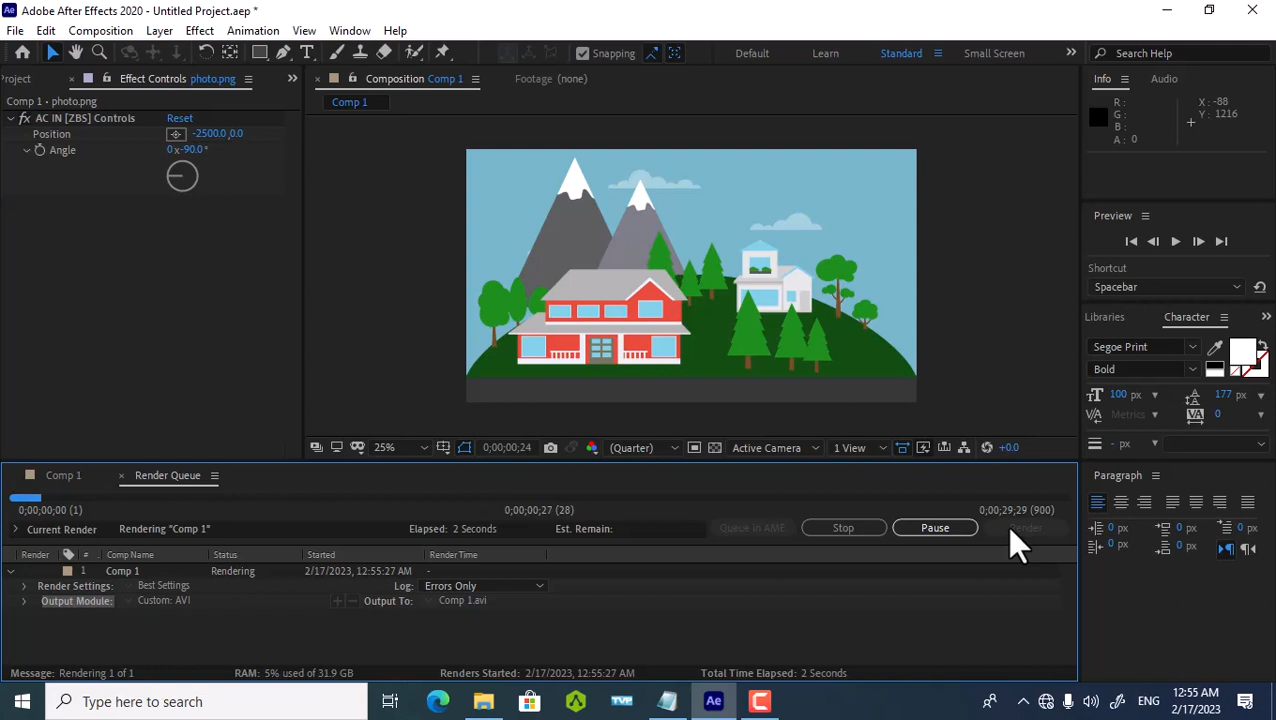 Adobe After Effects 2020 - Untitled Project.aep *
File Edit Composition Layer Effect Animation View Window Help
Snapping Default Learn Standard Small Screen Search Help
Project Effect Controls photo.png Composition Comp 1 Footage (none) Info Audio
Comp 1 • photo.png
Comp 1
R : X : -88
G : Y : 1216
B :
A : 0
fx AC IN [ZBS] Controls Reset
Position -2500.0,0.0
Angle 0 x-90.0°
Preview
Shortcut
Spacebar
Libraries Character
Segoe Print
Bold
100 px 177 px
Metrics 0
- px
25% 0;00;00;24 (Quarter) Active Camera 1 View +0.0
Comp 1 Render Queue Paragraph
0;00;00;00 (1) 0;00;00;27 (28) 0;00;29;29 (900)
Current Render Rendering "Comp 1" Elapsed: 2 Seconds Est. Remain: Queue in AME Stop Pause Render
0 px 0 px 0 px
0 px 0 px
Render # Comp Name Status Started Render Time
1 Comp 1 Rendering 2/17/2023, 12:55:27 AM -
Render Settings: Best Settings Log: Errors Only
Output Module: Custom: AVI Output To: Comp 1.avi
Message: Rendering 1 of 1 RAM: 5% used of 31.9 GB Renders Started: 2/17/2023, 12:55:27 AM Total Time Elapsed: 2 Seconds
Type here to search TVP Ae ENG 12:55 AM
2/17/2023